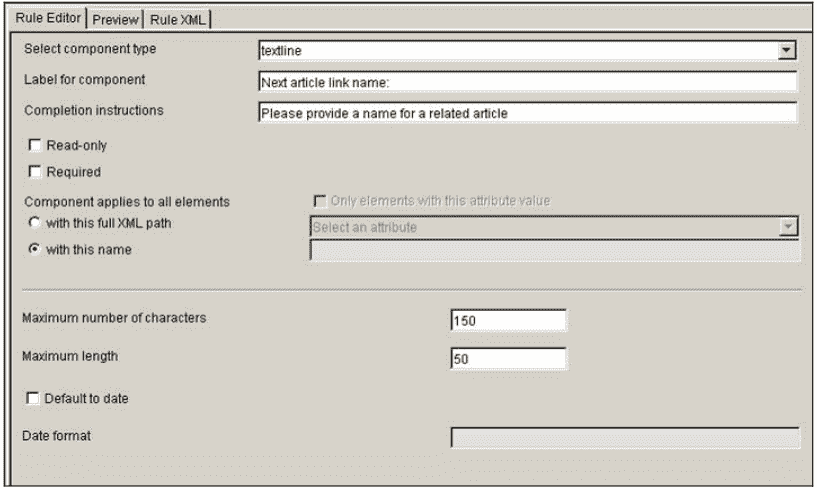 Rule Editor Preview Rule XML
Select component type textline
Label for component Next article link name:
Completion instructions Please provide a name for a related article
Read-only
Required
Component applies to all elements Only elements with this attribute value
with this full XML path Select an attribute
with this name
Maximum number of characters 150
Maximum length 50
Default to date
Date format